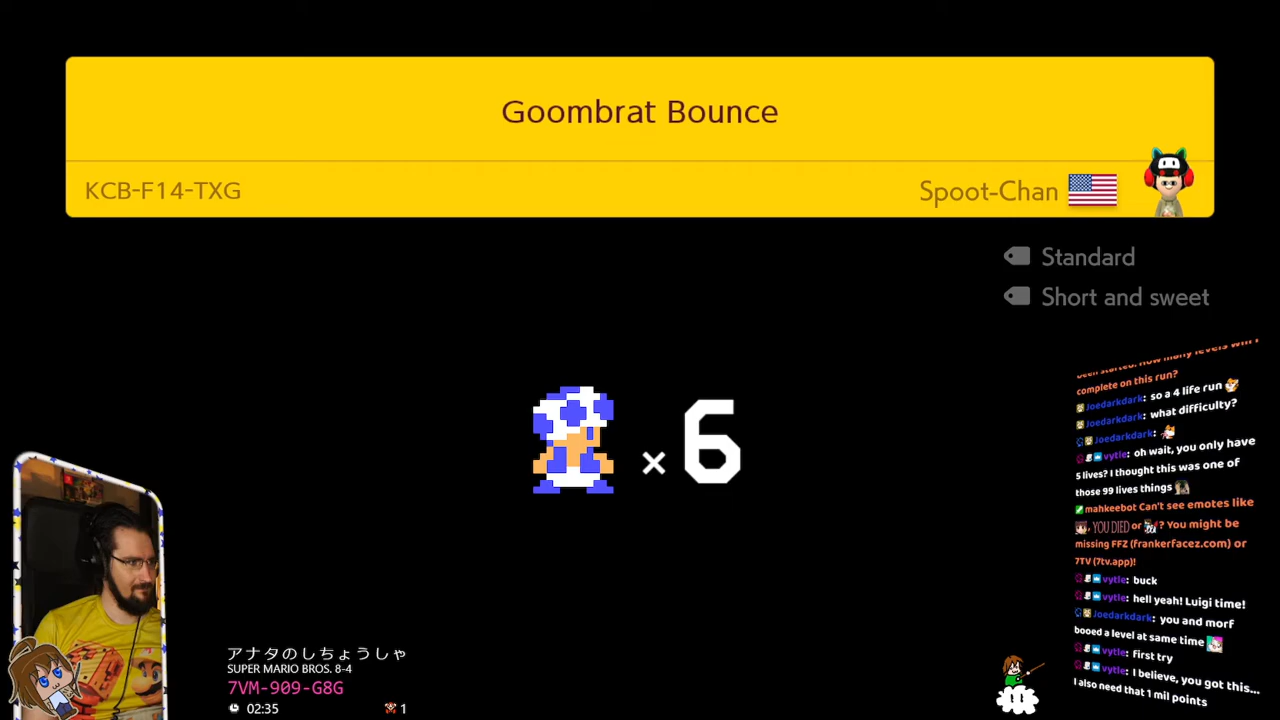 Goombrat Bounce
KCB-F14-TXG
Spoot-Chan
Standard
Short and sweet
× 6
complete on this run?
Joedarkdark: so a 4 life run
Joedarkdark: what difficulty?
Joedarkdark:
vytle: oh wait, you only have
5 lives? I thought this was one of
those 99 lives things
mahkeebot Can't see emotes like
, YOU DIED or ? You might be
missing FFZ (frankerfacez.com) or
7TV (7tv.app)!
vytle: buck
vytle: hell yeah! Luigi time!
Joedarkdark: you and morf
booed a level at same time
vytle: first try
vytle: I believe, you got this...
I also need that 1 mil points
アナタのしちょうしゃ
SUPER MARIO BROS. 8-4
7VM-909-G8G
02:35
1